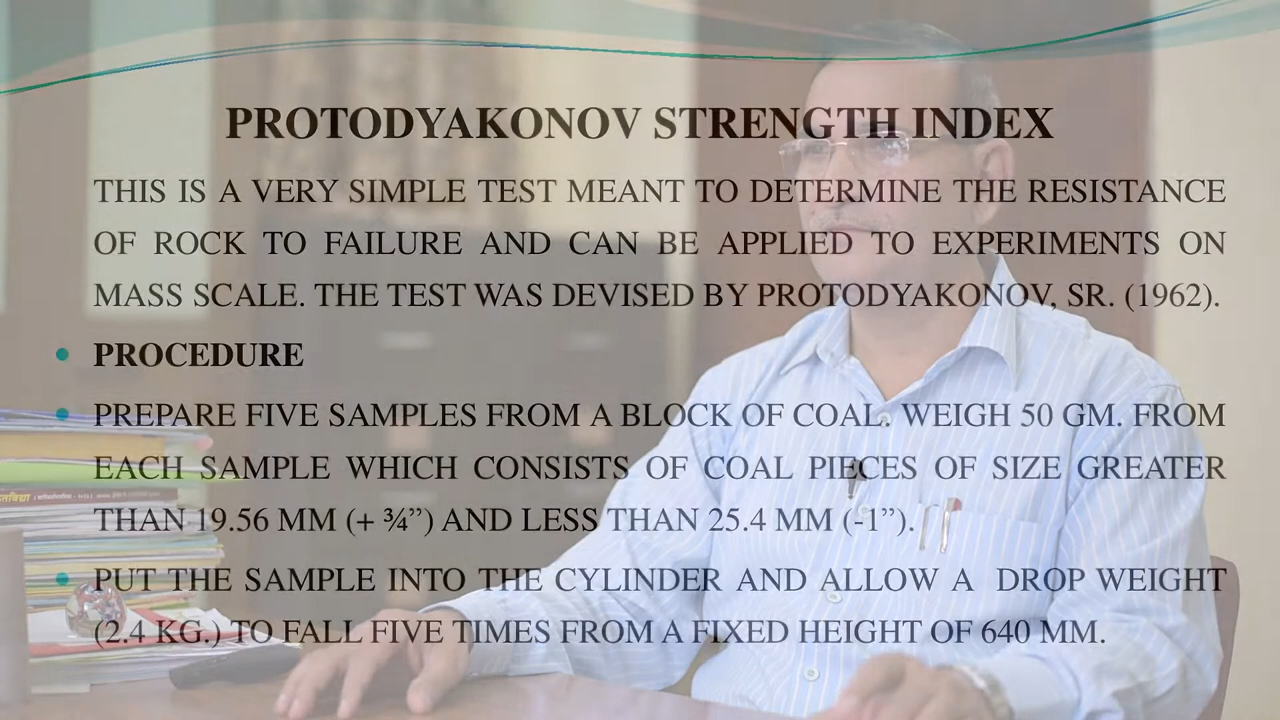 PROTODYAKONOV STRENGTH INDEX
THIS IS A VERY SIMPLE TEST MEANT TO DETERMINE THE RESISTANCE
OF ROCK TO FAILURE AND CAN BE APPLIED TO EXPERIMENTS ON
MASS SCALE. THE TEST WAS DEVISED BY PROTODYAKONOV, SR. (1962).
• PROCEDURE
• PREPARE FIVE SAMPLES FROM A BLOCK OF COAL. WEIGH 50 GM. FROM
EACH SAMPLE WHICH CONSISTS OF COAL PIECES OF SIZE GREATER
THAN 19.56 MM (+ ¾”) AND LESS THAN 25.4 MM (-1”).
• PUT THE SAMPLE INTO THE CYLINDER AND ALLOW A DROP WEIGHT
(2.4 KG.) TO FALL FIVE TIMES FROM A FIXED HEIGHT OF 640 MM.